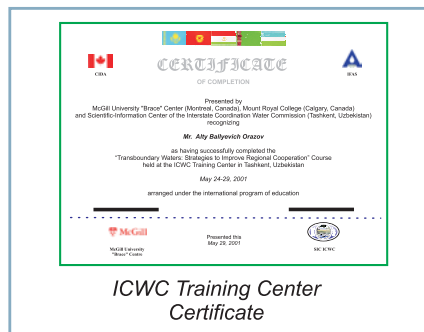 CERTIFICATE
CIDA
IFAS
OF COMPLETION
Presented by
McGill University "Brace" Center (Montreal, Canada), Mount Royal College (Calgary, Canada)
and Scientific-Information Center of the Interstate Coordination Water Commission (Tashkent, Uzbekistan)
recognizing
Mr. Alty Ballyevich Orazov
as having successfully completed the
"Transboundary Waters: Strategies to Improve Regional Cooperation" Course
held at the ICWC Training Center in Tashkent, Uzbekistan
May 24-29, 2001
arranged under the international program of education
McGill
McGill University
"Brace" Centre
Presented this
May 29, 2001
SIC ICWC
ICWC Training Center
Certificate